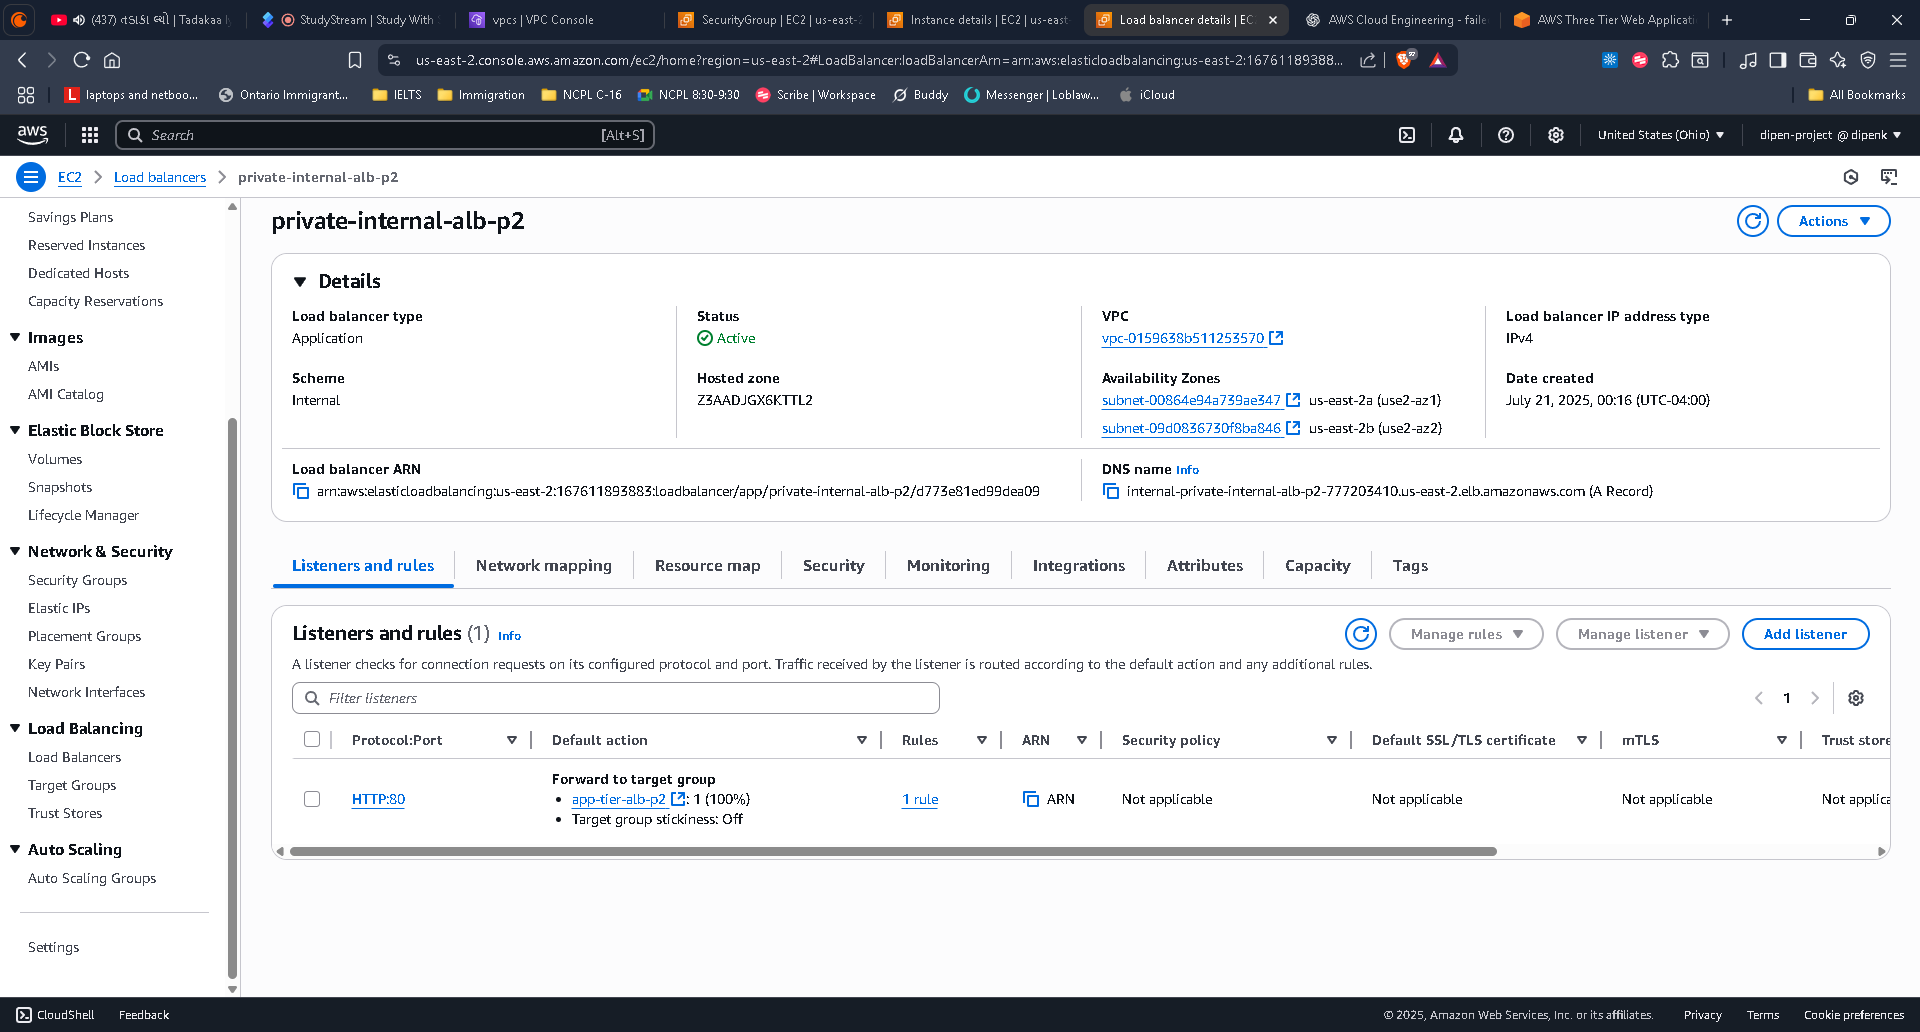 (437) તડાકા બ્યો | Tadakaa
StudyStream | Study With
vpcs | VPC Console
SecurityGroup | EC2 | us-east-2
Instance details | EC2 | us-east-
Load balancer details | EC
AWS Cloud Engineering - faile
AWS Three Tier Web Applicati
us-east-2.console.aws.amazon.com/ec2/home?region=us-east-2#LoadBalancer:loadBalancerArn=arn:aws:elasticloadbalancing:us-east-2:16761189388...
97
laptops and netboo...
Ontario Immigrant...
IELTS
Immigration
NCPL C-16
NCPL 8:30-9:30
Scribe | Workspace
Buddy
Messenger | Loblaw...
iCloud
All Bookmarks
aws
Search
[Alt+S]
United States (Ohio)
dipen-project @ dipenk
EC2
Load balancers
private-internal-alb-p2
Savings Plans
Reserved Instances
Dedicated Hosts
Capacity Reservations
Images
AMIs
AMI Catalog
Elastic Block Store
Volumes
Snapshots
Lifecycle Manager
Network & Security
Security Groups
Elastic IPs
Placement Groups
Key Pairs
Network Interfaces
Load Balancing
Load Balancers
Target Groups
Trust Stores
Auto Scaling
Auto Scaling Groups
Settings
private-internal-alb-p2
Actions
Details
Load balancer type
Application
Status
Active
VPC
vpc-0159638b511253570
Load balancer IP address type
IPv4
Scheme
Internal
Hosted zone
Z3AADJGX6KTTL2
Availability Zones
subnet-00864e94a739ae347 us-east-2a (use2-az1)
subnet-09d0836730f8ba846 us-east-2b (use2-az2)
Date created
July 21, 2025, 00:16 (UTC-04:00)
Load balancer ARN
arn:aws:elasticloadbalancing:us-east-2:167611893883:loadbalancer/app/private-internal-alb-p2/d773e81ed99dea09
DNS name Info
internal-private-internal-alb-p2-777203410.us-east-2.elb.amazonaws.com (A Record)
Listeners and rules
Network mapping
Resource map
Security
Monitoring
Integrations
Attributes
Capacity
Tags
Listeners and rules (1) Info
Manage rules
Manage listener
Add listener
A listener checks for connection requests on its configured protocol and port. Traffic received by the listener is routed according to the default action and any additional rules.
Filter listeners
1
Protocol:Port
Default action
Rules
ARN
Security policy
Default SSL/TLS certificate
mTLS
Trust store
HTTP:80
Forward to target group
• app-tier-alb-p2 : 1 (100%)
• Target group stickiness: Off
1 rule
ARN
Not applicable
Not applicable
Not applicable
Not applica
CloudShell
Feedback
© 2025, Amazon Web Services, Inc. or its affiliates.
Privacy
Terms
Cookie preferences